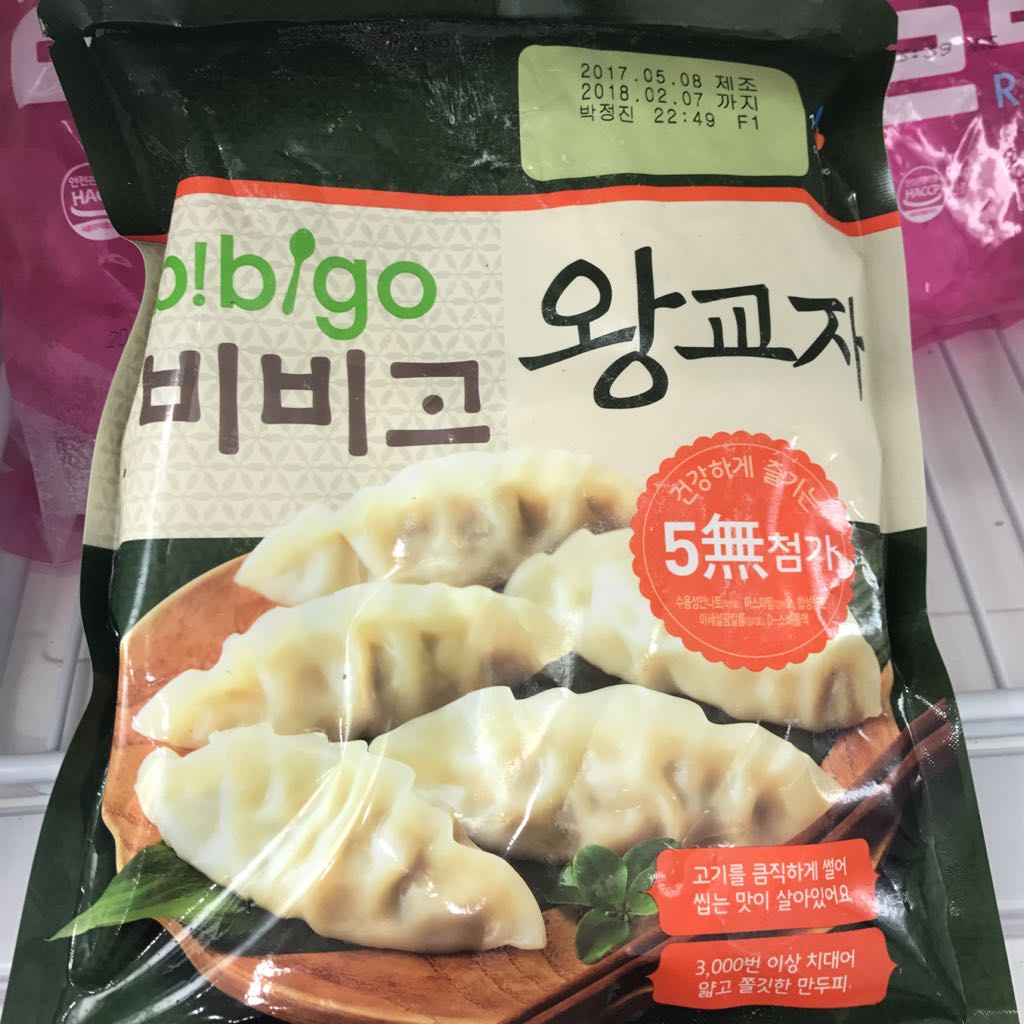 2017.05.08 제조
2018.02.07 까지
박정진 22:49 F1
bibigo
비비고
왕교자
건강하게 즐기는
5無첨가
고기를 큼직하게 썰어
씹는 맛이 살아있어요
3,000번 이상 치대어
얇고 쫄깃한 만두피
HACCP